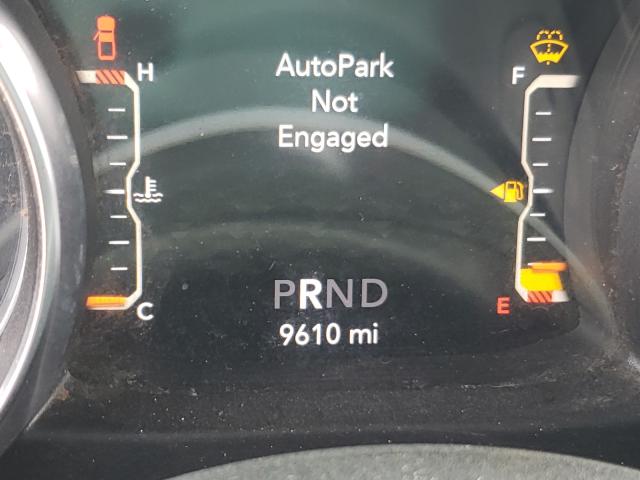 H
AutoPark
F
Not
Engaged
C
E
PRND
9610 mi